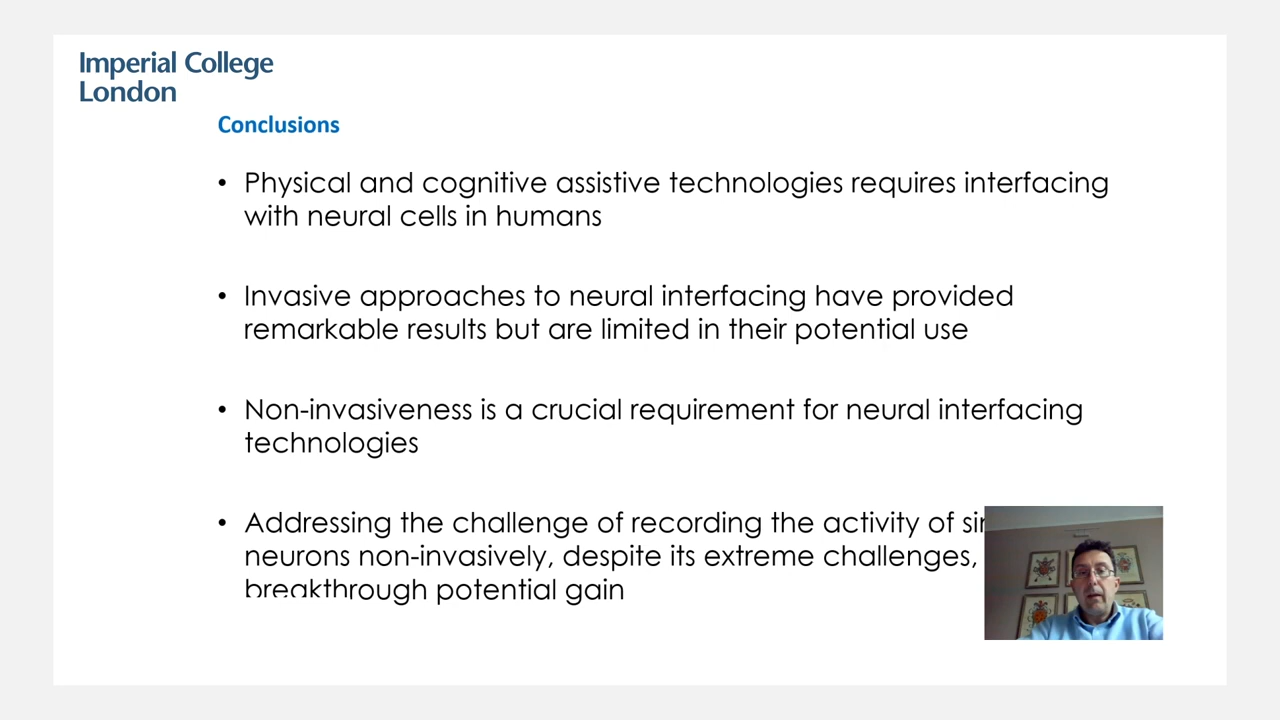 Imperial College
London
Conclusions
• Physical and cognitive assistive technologies requires interfacing
with neural cells in humans
• Invasive approaches to neural interfacing have provided
remarkable results but are limited in their potential use
• Non-invasiveness is a crucial requirement for neural interfacing
technologies
• Addressing the challenge of recording the activity of
neurons non-invasively, despite its extreme challenges,
breakthrough potential gain